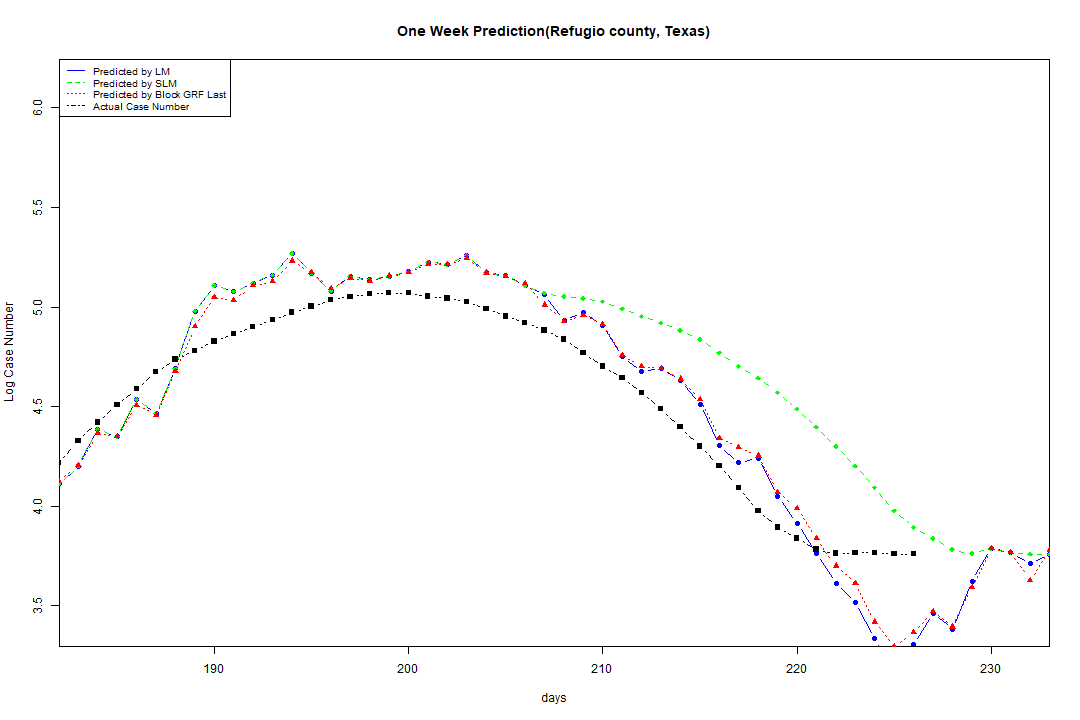 One Week Prediction(Refugio county, Texas)
Predicted by LM
Predicted by SLM
Predicted by Block GRF Last
Actual Case Number
6.0
5.5
5.0
4.5
4.0
3.5
Log Case Number
190 200 210 220 230
days